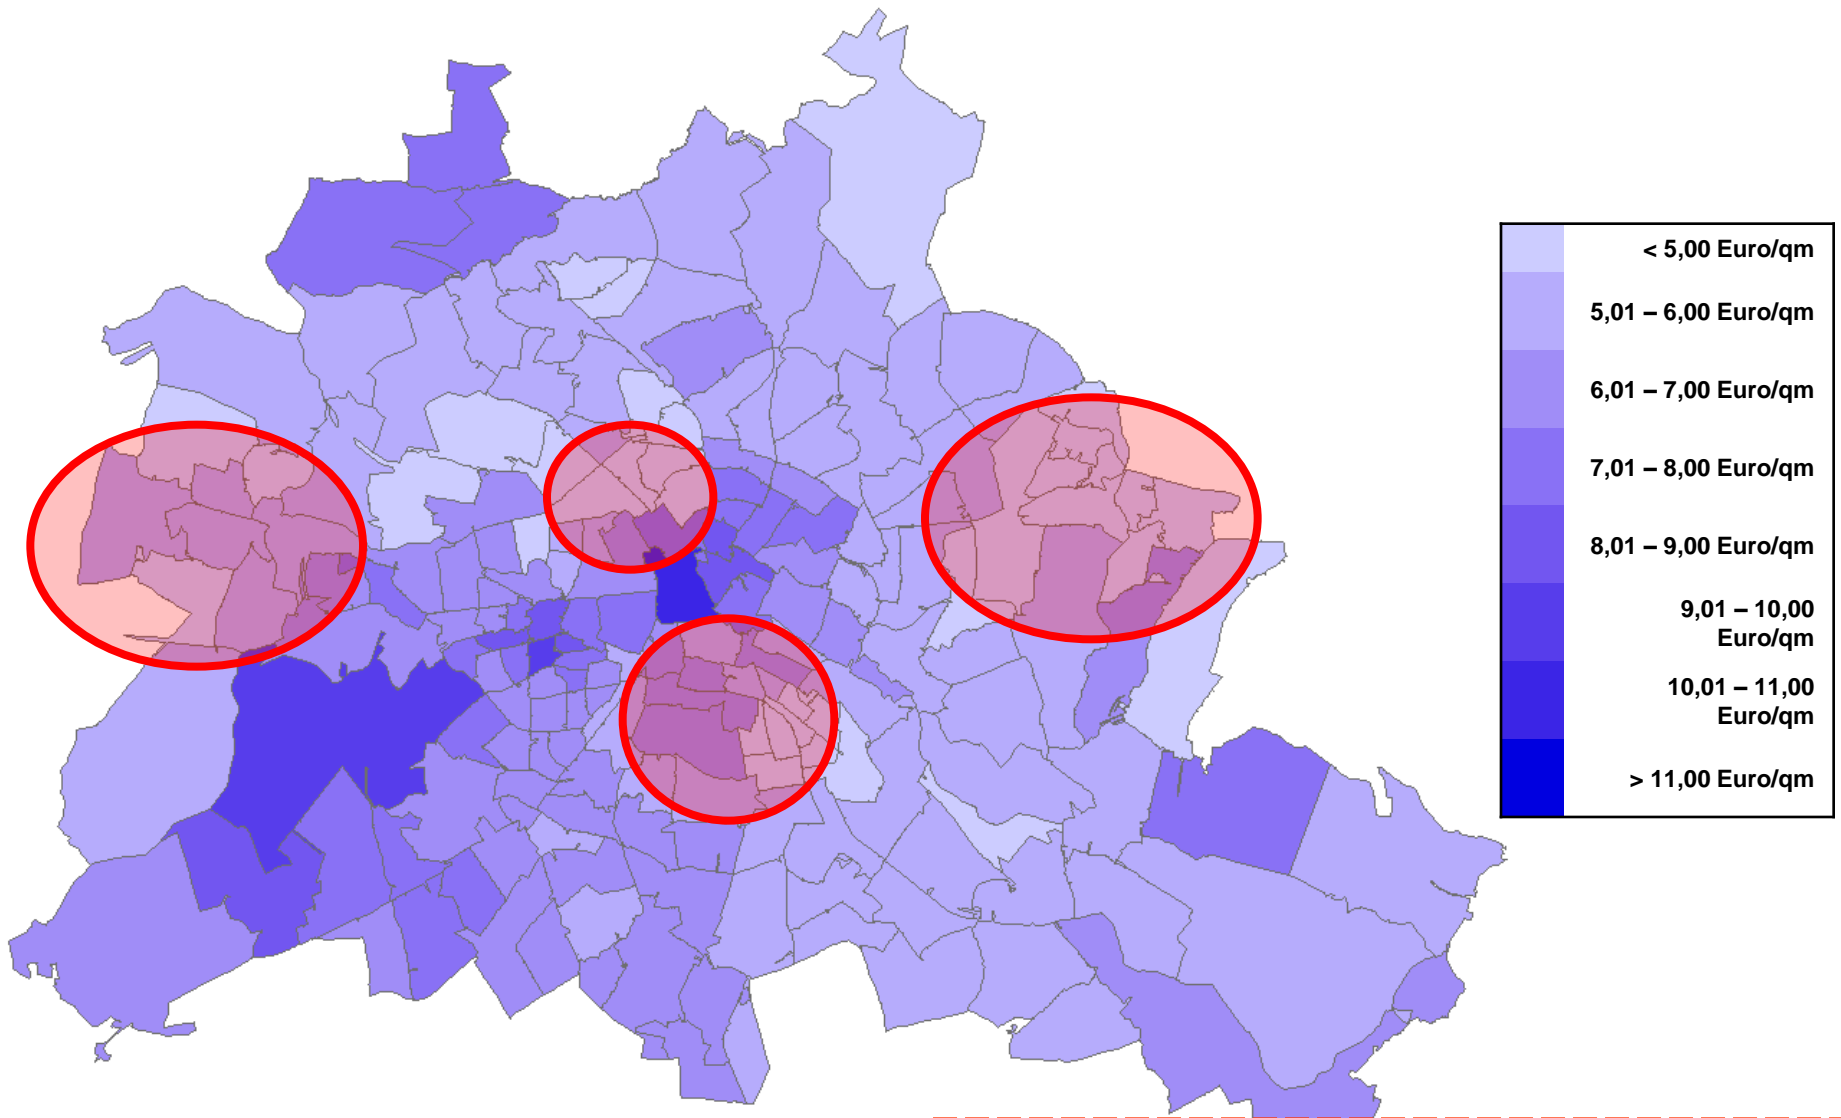 < 5,00 Euro/qm
5,01 – 6,00 Euro/qm
6,01 – 7,00 Euro/qm
7,01 – 8,00 Euro/qm
8,01 – 9,00 Euro/qm
9,01 – 10,00
Euro/qm
10,01 – 11,00
Euro/qm
> 11,00 Euro/qm